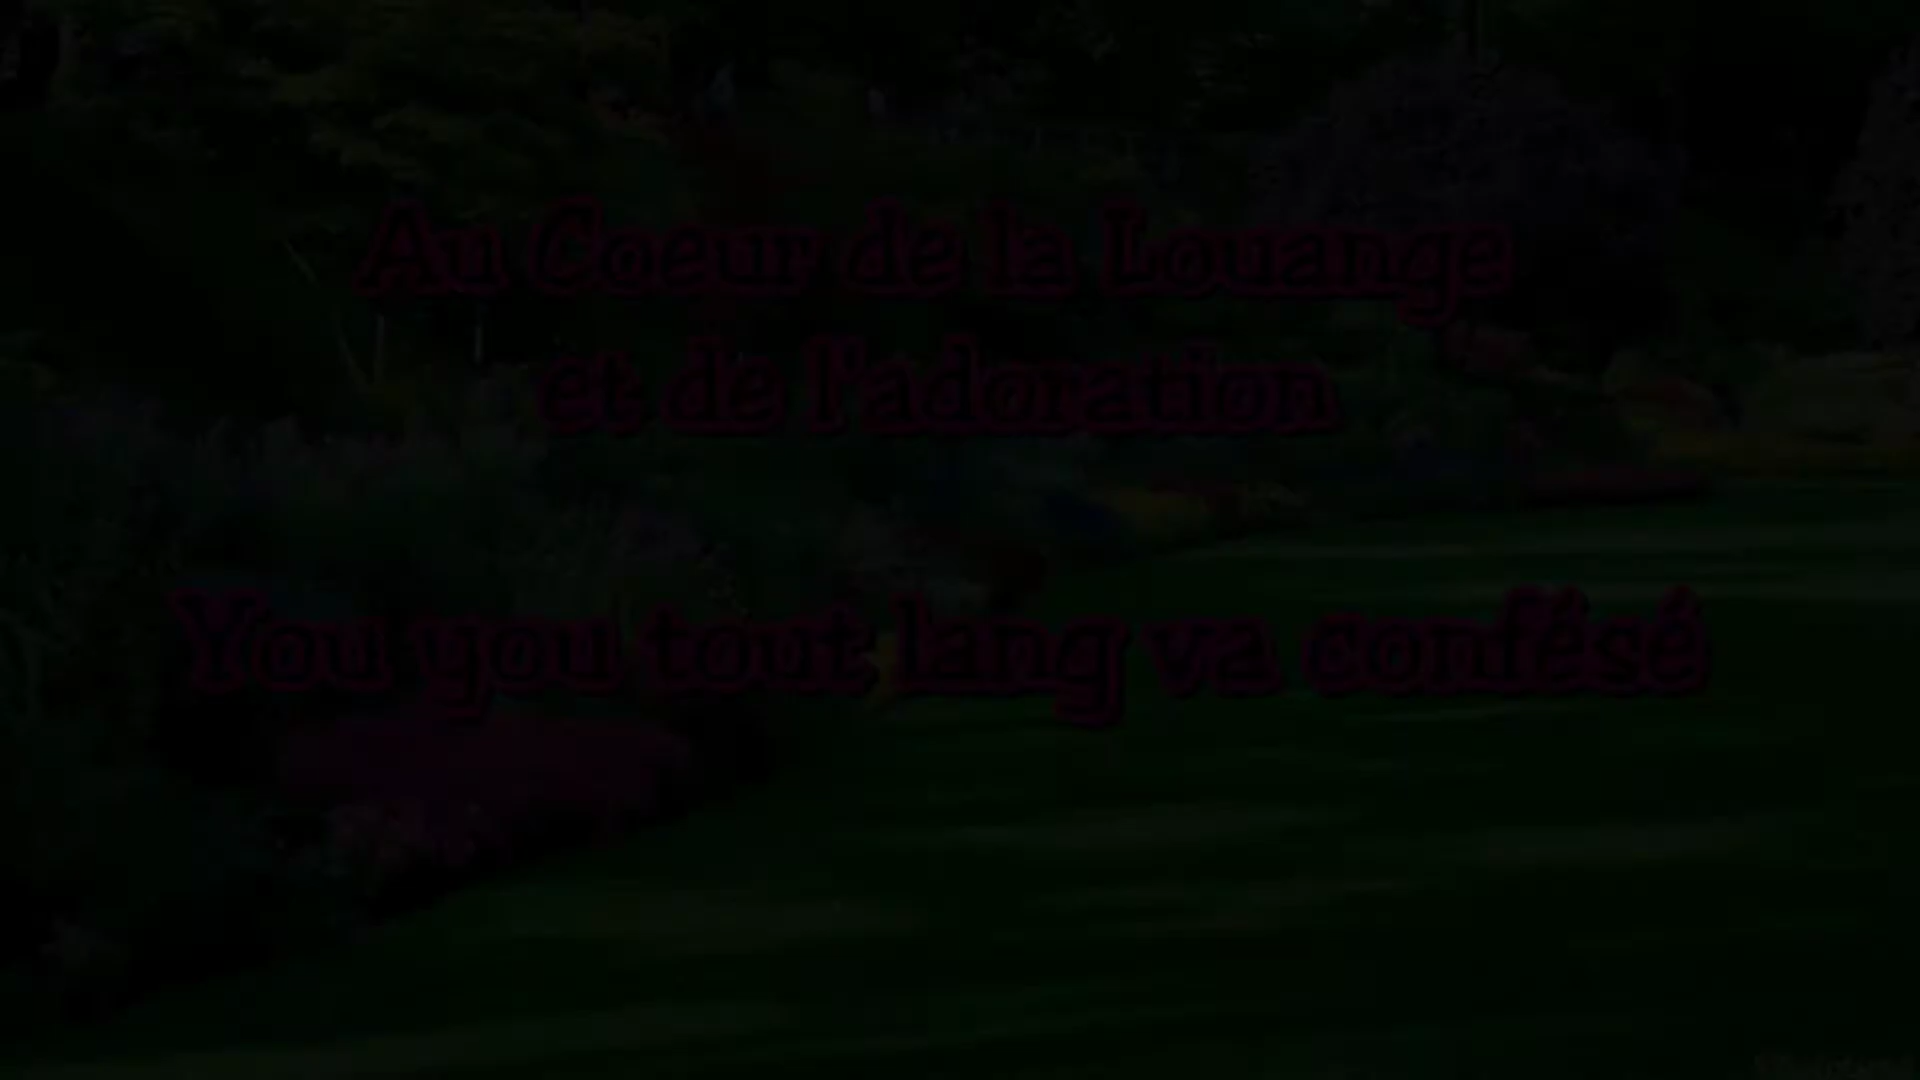 Au Coeur de la Louange
et de l'adoration
You you tout lang va confésé